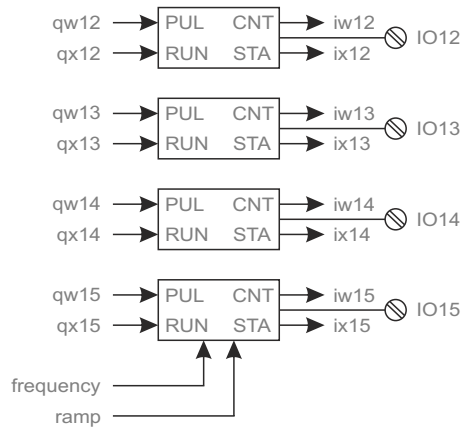 qw12 PUL CNT iw12
IO12
qx12 RUN STA ix12
qw13 PUL CNT iw13
IO13
qx13 RUN STA ix13
qw14 PUL CNT iw14
IO14
qx14 RUN STA ix14
qw15 PUL CNT iw15
IO15
qx15 RUN STA ix15
frequency
ramp